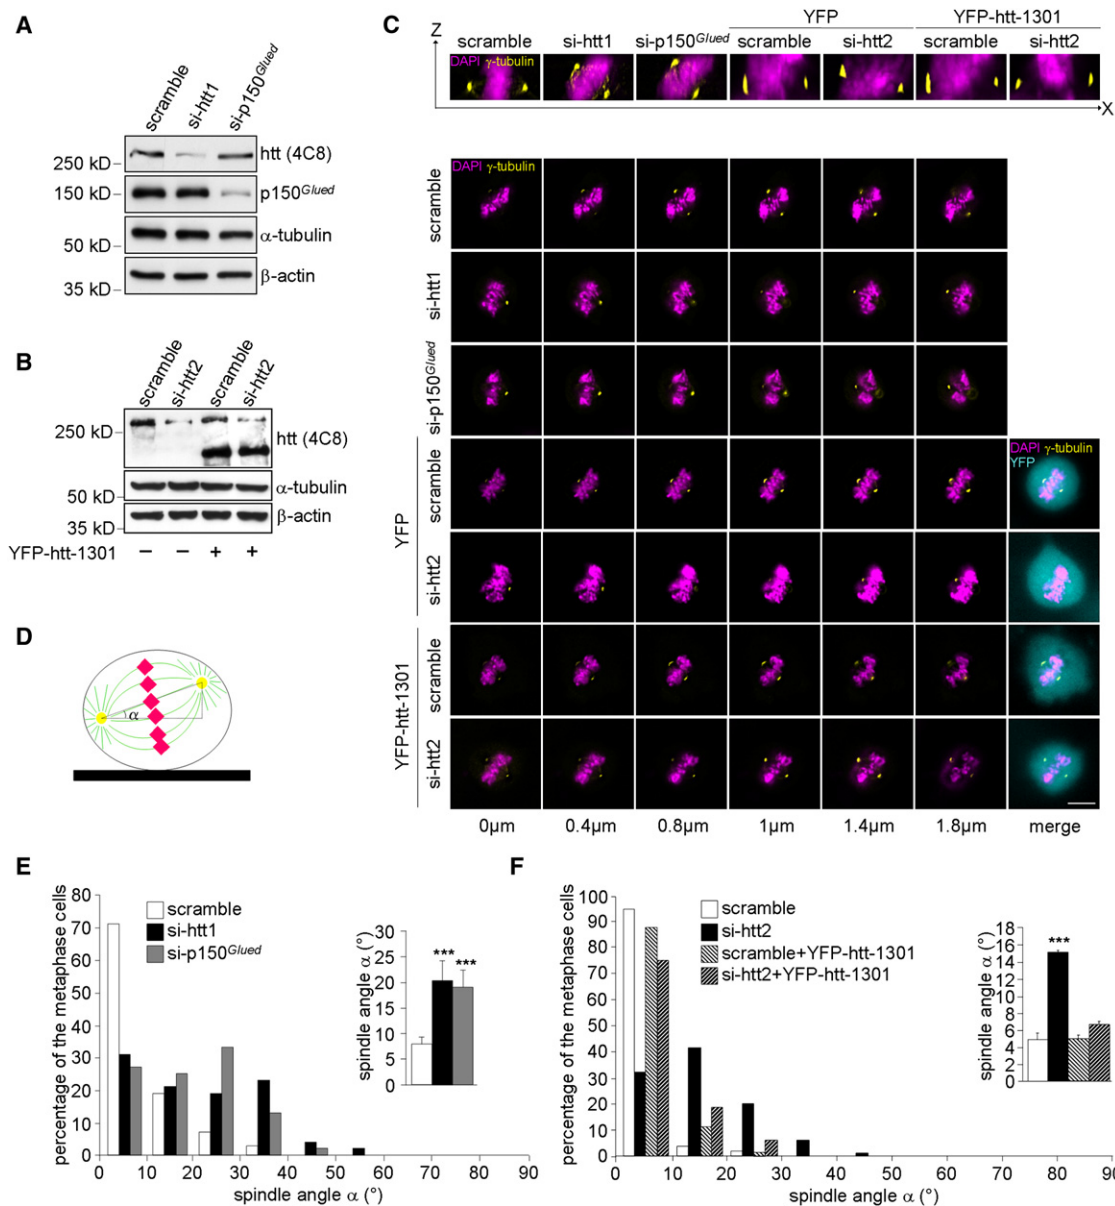 A
scramble
si-htt1
si-p150Glued
250 kD
htt (4C8)
150 kD
p150Glued
50 kD
α-tubulin
35 kD
β-actin
B
scramble
si-htt2
scramble
si-htt2
250 kD
htt (4C8)
50 kD
α-tubulin
35 kD
β-actin
YFP-htt-1301 – – + +
C
YFP YFP-htt-1301
Z
scramble si-htt1 si-p150Glued scramble si-htt2 scramble si-htt2
DAPI γ-tubulin
X
scramble
DAPI γ-tubulin
si-htt1
si-p150Glued
YFP
scramble
DAPI γ-tubulin
YFP
si-htt2
YFP-htt-1301
scramble
si-htt2
0µm 0.4µm 0.8µm 1µm 1.4µm 1.8µm merge
D
α
E
percentage of the metaphase cells
80
70
60
50
40
30
20
10
0
scramble
si-htt1
si-p150Glued
spindle angle α (°)
30
25
20
15
10
5
0
*** ***
0 10 20 30 40 50 60 70 80 90
spindle angle α (°)
F
percentage of the metaphase cells
100
90
80
70
60
50
40
30
20
10
0
scramble
si-htt2
scramble+YFP-htt-1301
si-htt2+YFP-htt-1301
spindle angle α (°)
18
16
14
12
10
8
6
4
2
0
***
0 10 20 30 40 50 60 70 80 90
spindle angle α (°)